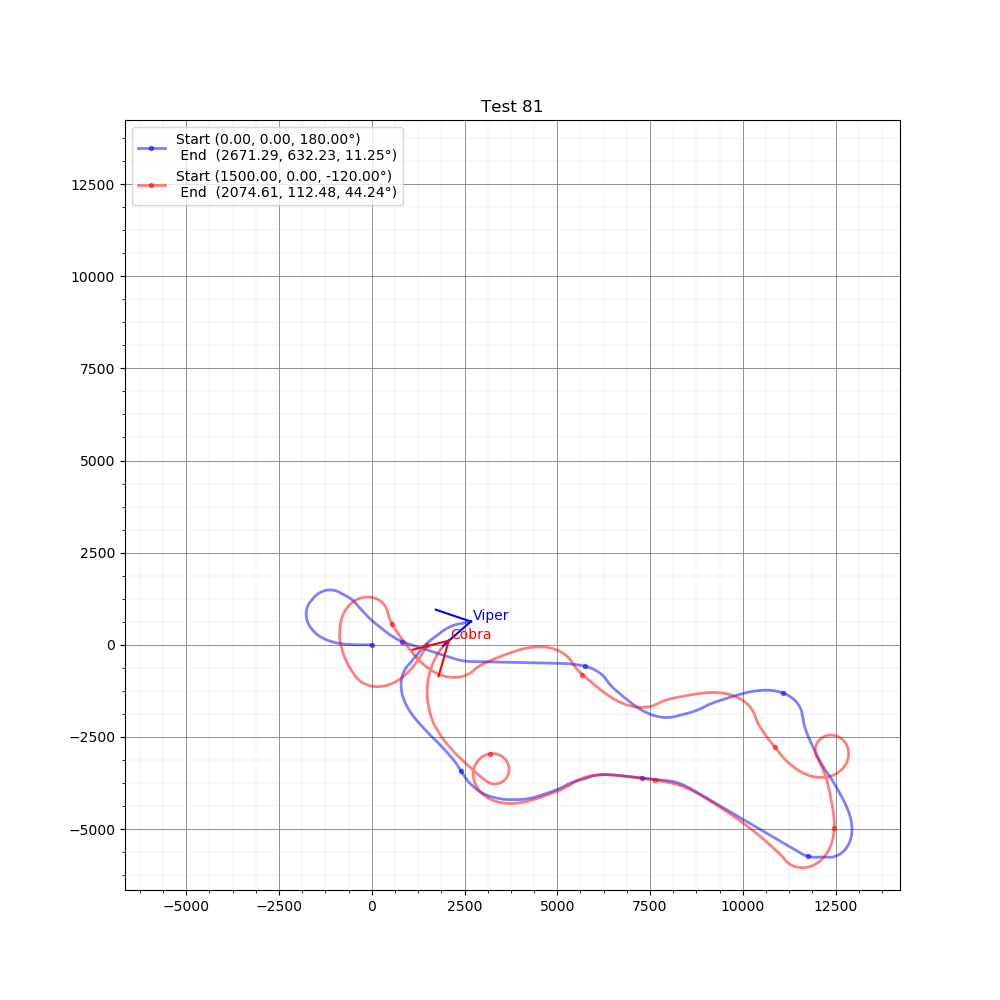 Test 81
Start (0.00, 0.00, 180.00°)
End (2671.29, 632.23, 11.25°)
Start (1500.00, 0.00, -120.00°)
End (2074.61, 112.48, 44.24°)
12500
10000
7500
5000
2500
0
−2500
−5000
Viper
Cobra
−5000 −2500 0 2500 5000 7500 10000 12500